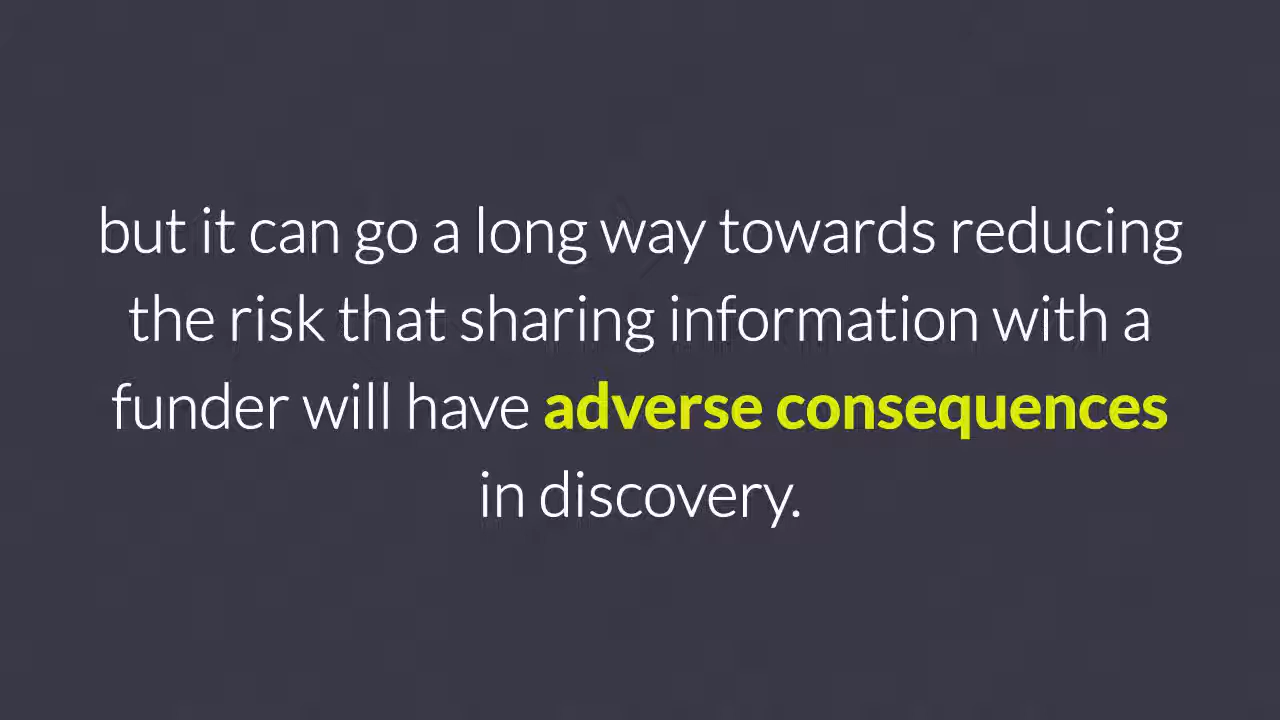 but it can go a long way towards reducing
the risk that sharing information with a
funder will have adverse consequences
in discovery.